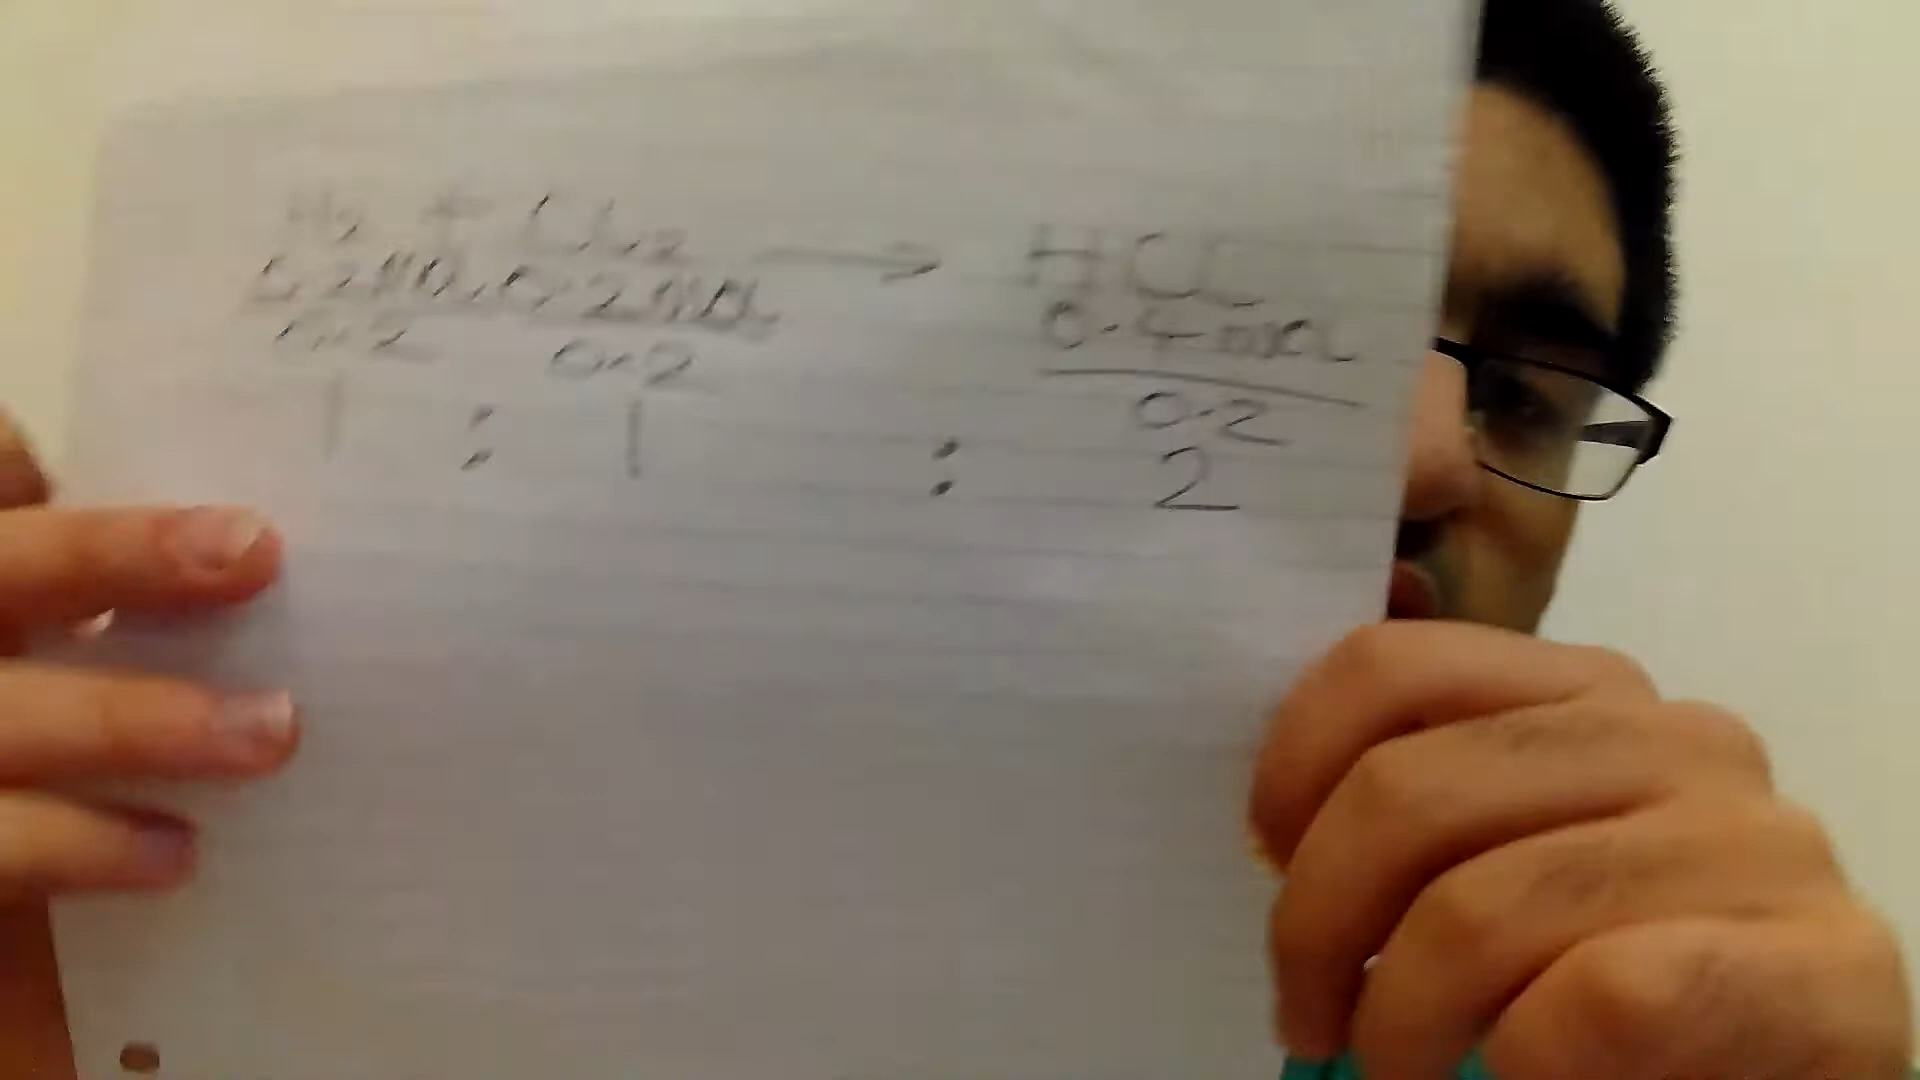 H2 + Cl2 → HCl
0.2mol 0.2mol 0.4mol
0.2 0.2 0.2
1 : 1 : 2